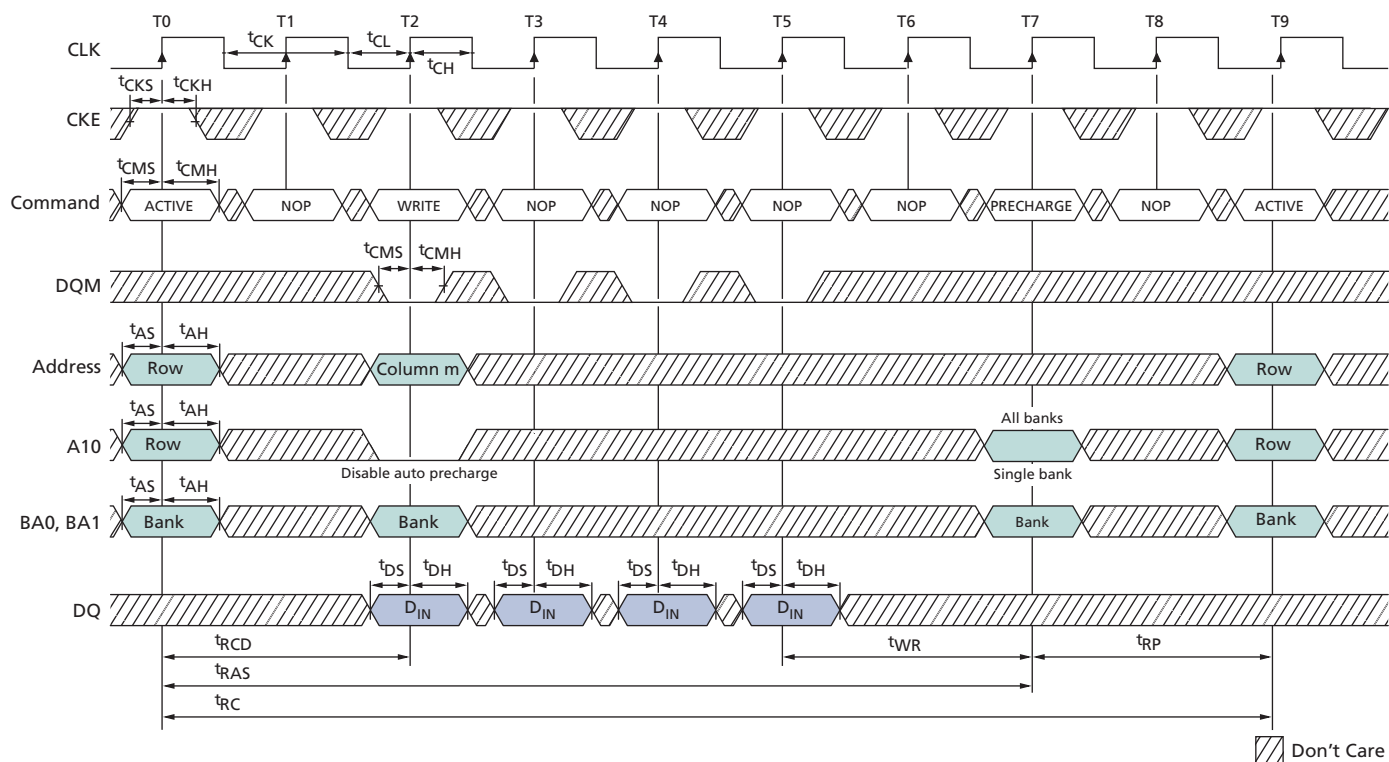 T0 T1 T2 T3 T4 T5 T6 T7 T8 T9
CLK
tCK tCL
tCH
tCKS tCKH
CKE
tCMS tCMH
Command ACTIVE NOP WRITE NOP NOP NOP NOP PRECHARGE NOP ACTIVE
tCMS tCMH
DQM
tAS tAH
Address Row Column m Row
tAS tAH
All banks
A10 Row Row
Disable auto precharge Single bank
tAS tAH
BA0, BA1 Bank Bank Bank Bank
tDS tDH tDS tDH tDS tDH tDS tDH
DQ DIN DIN DIN DIN
tRCD tWR tRP
tRAS
tRC
Don't Care